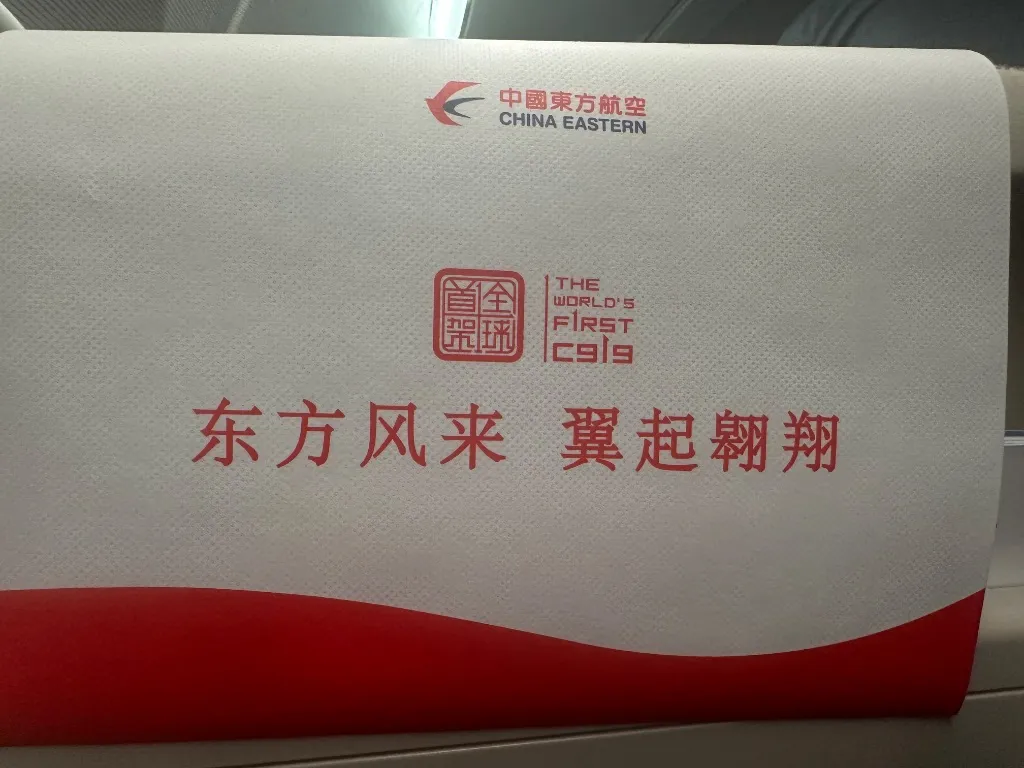 中國東方航空
CHINA EASTERN
全球首架
THE
WORLD'S
F1RST
C919
东方风来 翼起翱翔